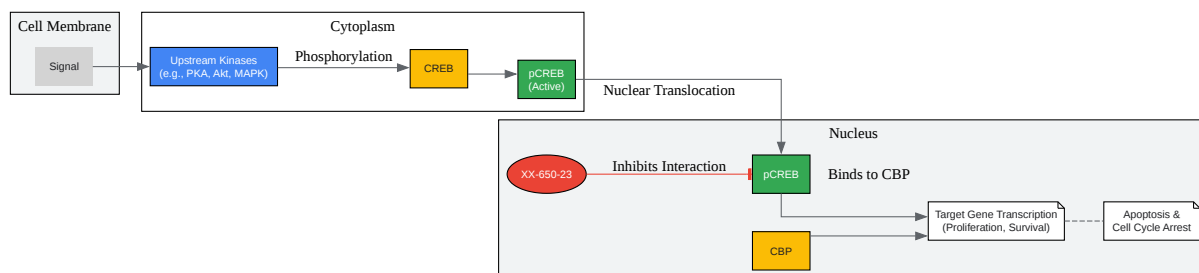 Cell Membrane
Signal
Cytoplasm
Upstream Kinases
(e.g., PKA, Akt, MAPK)
Phosphorylation
CREB
pCREB
(Active)
Nuclear Translocation
Nucleus
XX-650-23
Inhibits Interaction
pCREB
Binds to CBP
Target Gene Transcription
(Proliferation, Survival)
Apoptosis &
Cell Cycle Arrest
CBP